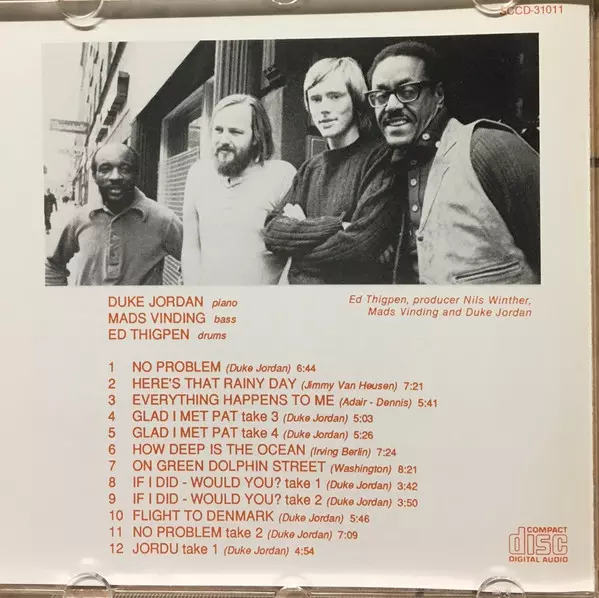 SCCD-31011
DUKE JORDAN piano
MADS VINDING bass
ED THIGPEN drums
Ed Thigpen, producer Nils Winther,
Mads Vinding and Duke Jordan
1 NO PROBLEM (Duke Jordan) 6:44
2 HERE'S THAT RAINY DAY (Jimmy Van Heusen) 7:21
3 EVERYTHING HAPPENS TO ME (Adair - Dennis) 5:41
4 GLAD I MET PAT take 3 (Duke Jordan) 5:03
5 GLAD I MET PAT take 4 (Duke Jordan) 5:26
6 HOW DEEP IS THE OCEAN (Irving Berlin) 7:24
7 ON GREEN DOLPHIN STREET (Washington) 8:21
8 IF I DID - WOULD YOU? take 1 (Duke Jordan) 3:42
9 IF I DID - WOULD YOU? take 2 (Duke Jordan) 3:50
10 FLIGHT TO DENMARK (Duke Jordan) 5:46
11 NO PROBLEM take 2 (Duke Jordan) 7:09
12 JORDU take 1 (Duke Jordan) 4:54
COMPACT
disc
DIGITAL AUDIO